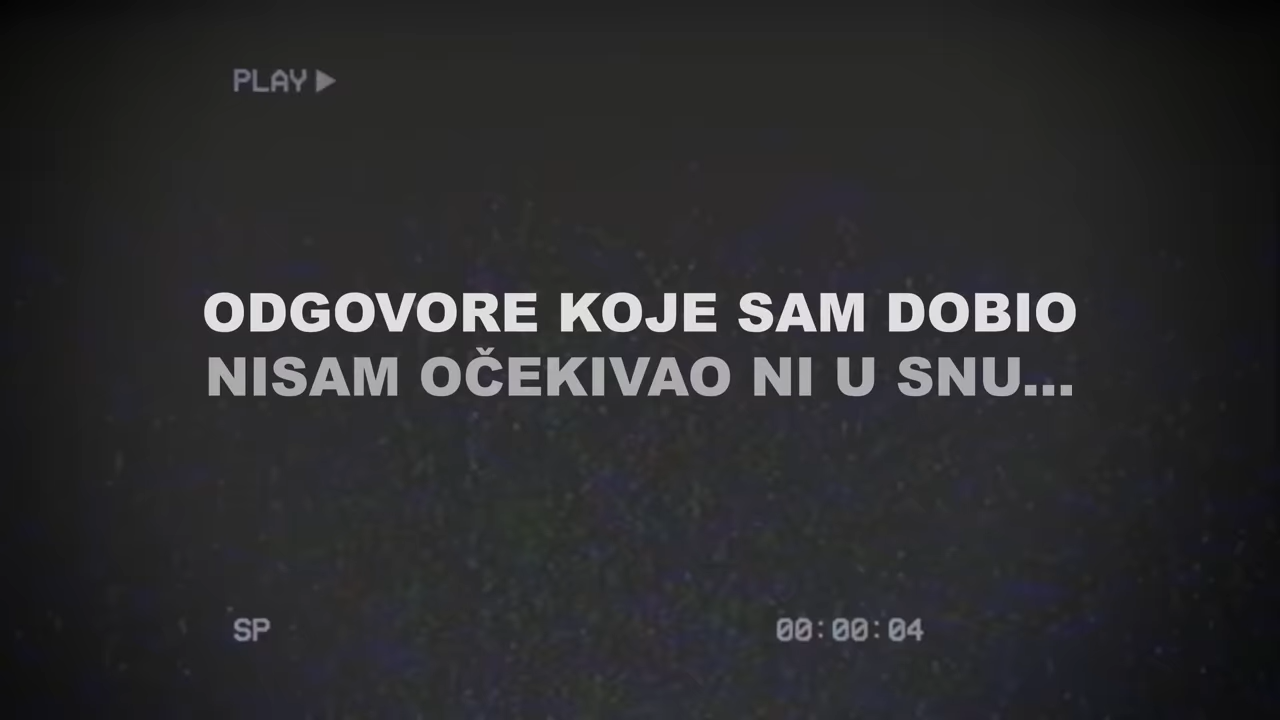 PLAY
ODGOVORE KOJE SAM DOBIO
NISAM OČEKIVAO NI U SNU...
SP
00:00:04